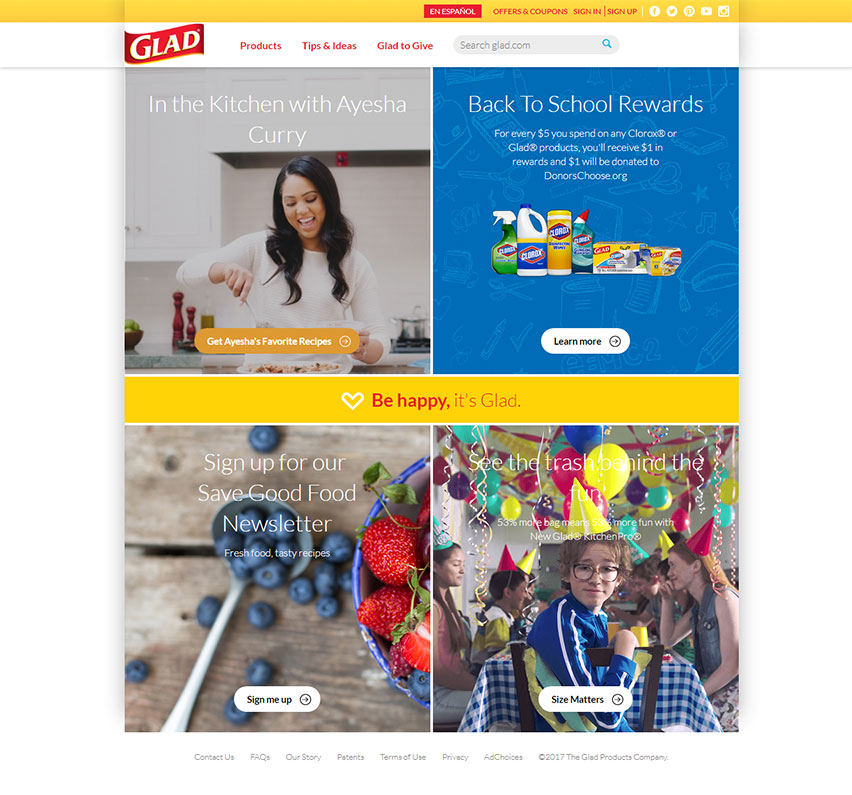 EN ESPAÑOL OFFERS & COUPONS SIGN IN | SIGN UP
GLAD
Products Tips & Ideas Glad to Give Search glad.com
In the Kitchen with Ayesha
Curry
Get Ayesha's Favorite Recipes
Back To School Rewards
For every $5 you spend on any Clorox® or
Glad® products, you'll receive $1 in
rewards and $1 will be donated to
DonorsChoose.org
CLOROX
CLOROX
CLOROX
CLOROX
GLAD
GLAD
Learn more
Be happy, it's Glad.
Sign up for our
Save Good Food
Newsletter
Fresh food, tasty recipes
Sign me up
See the trash behind the
fun
53% more bag means 53% more fun with
New Glad® KitchenPro®
Size Matters
Contact Us FAQs Our Story Patents Terms of Use Privacy AdChoices ©2017 The Glad Products Company.